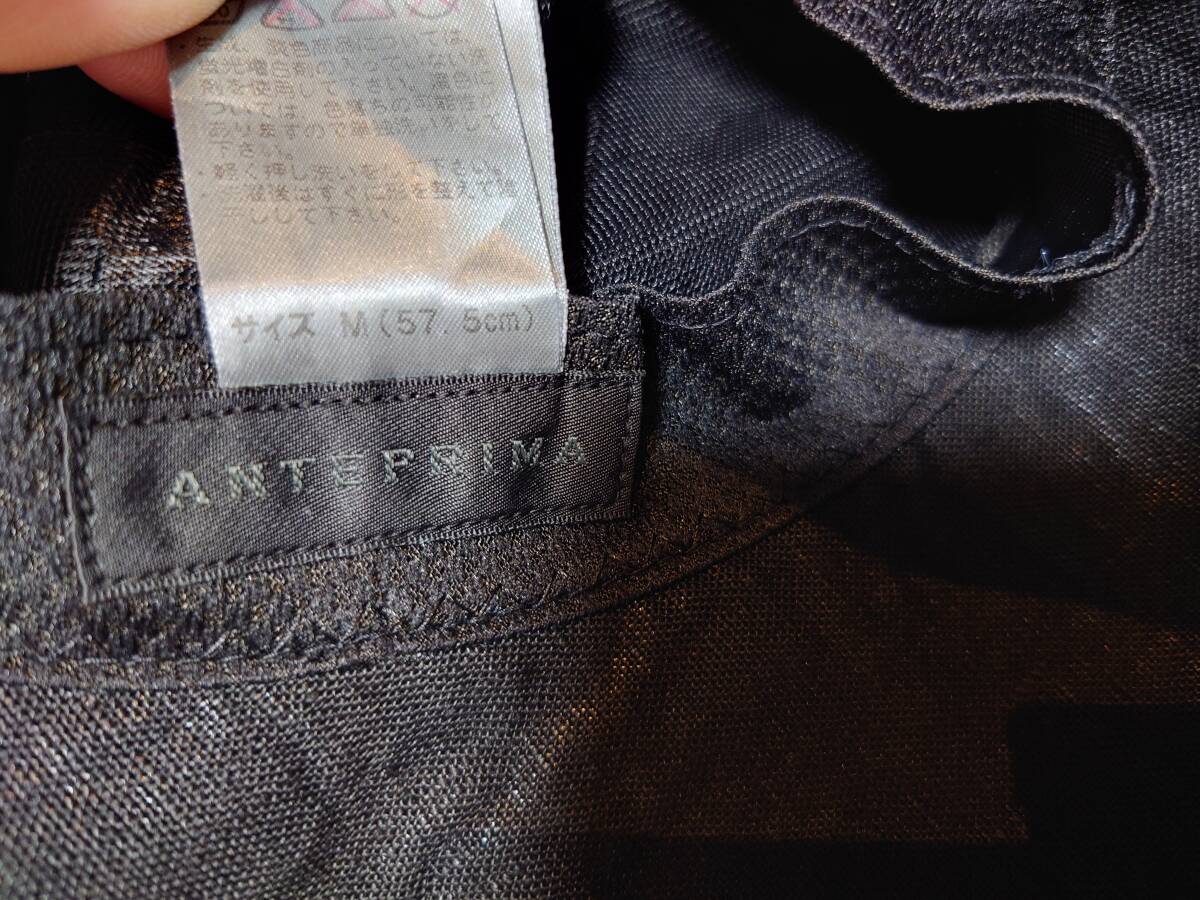 ・生成、淡色商品については、
蛍光増白剤の入っていない洗
剤を使用して下さい。濃色に
ついては、色落ちの可能性が
ありますので単独洗いをして
下さい。
・軽く押し洗いをして下さい。
洗濯後はすぐに形を整えて陰
干しして下さい。
サイズ M(57.5cm)
ANTEPRIMA